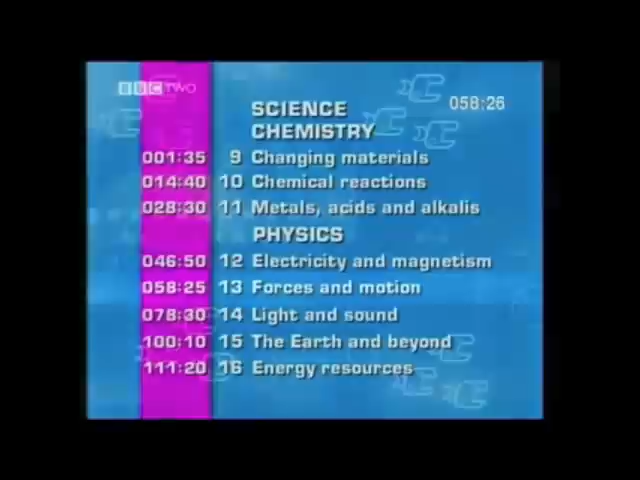 BBC TWO
058:26
SCIENCE
CHEMISTRY
001:35 9 Changing materials
014:40 10 Chemical reactions
028:30 11 Metals, acids and alkalis
PHYSICS
046:50 12 Electricity and magnetism
058:25 13 Forces and motion
078:30 14 Light and sound
100:10 15 The Earth and beyond
111:20 16 Energy resources